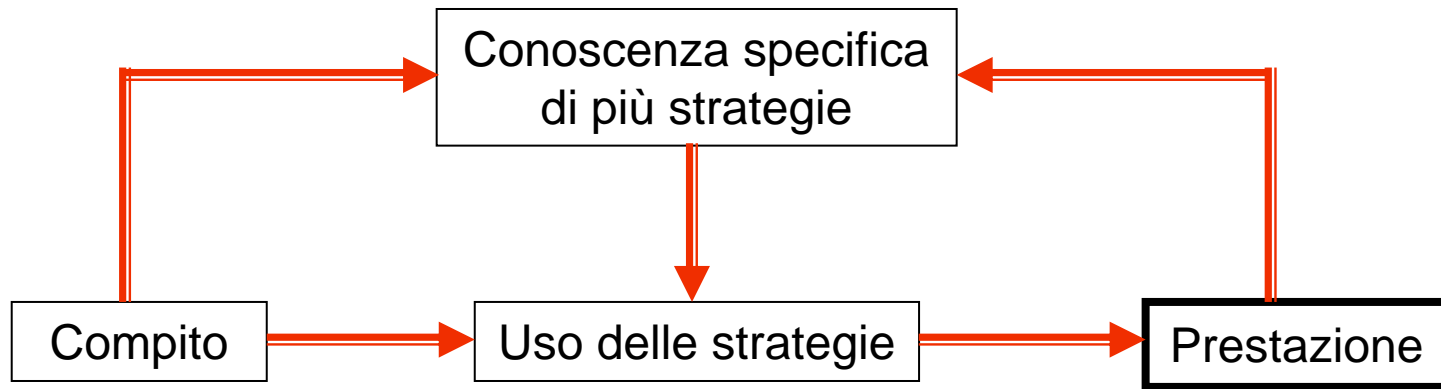 Conoscenza specifica
di più strategie
Compito
Uso delle strategie
Prestazione